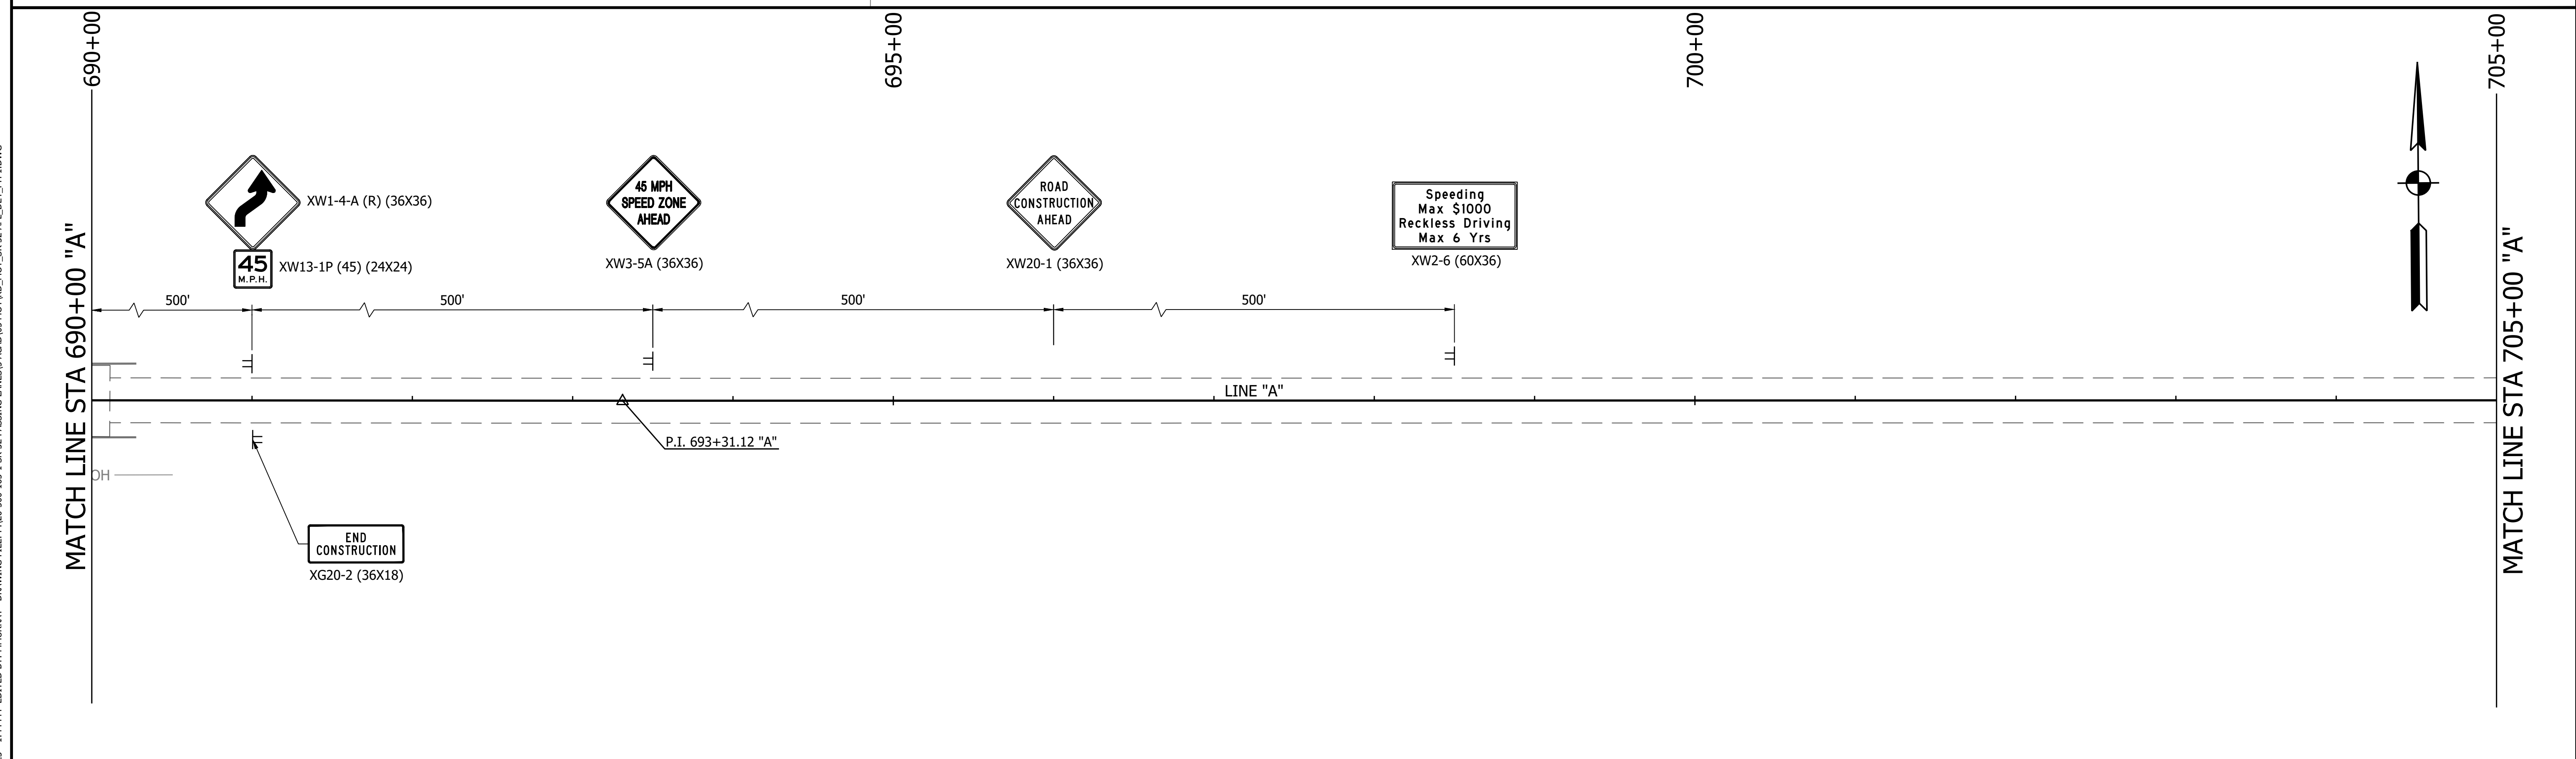 690+00
695+00
700+00
705+00
MATCH LINE STA 690+00 "A"
XW1-4-A (R) (36X36)
45
M.P.H.
XW13-1P (45) (24X24)
45 MPH
SPEED ZONE
AHEAD
XW3-5A (36X36)
ROAD
CONSTRUCTION
AHEAD
XW20-1 (36X36)
Speeding
Max $1000
Reckless Driving
Max 6 Yrs
XW2-6 (60X36)
500'
500'
500'
500'
LINE "A"
P.I. 693+31.12 "A"
OH
END
CONSTRUCTION
XG20-2 (36X18)
MATCH LINE STA 705+00 "A"